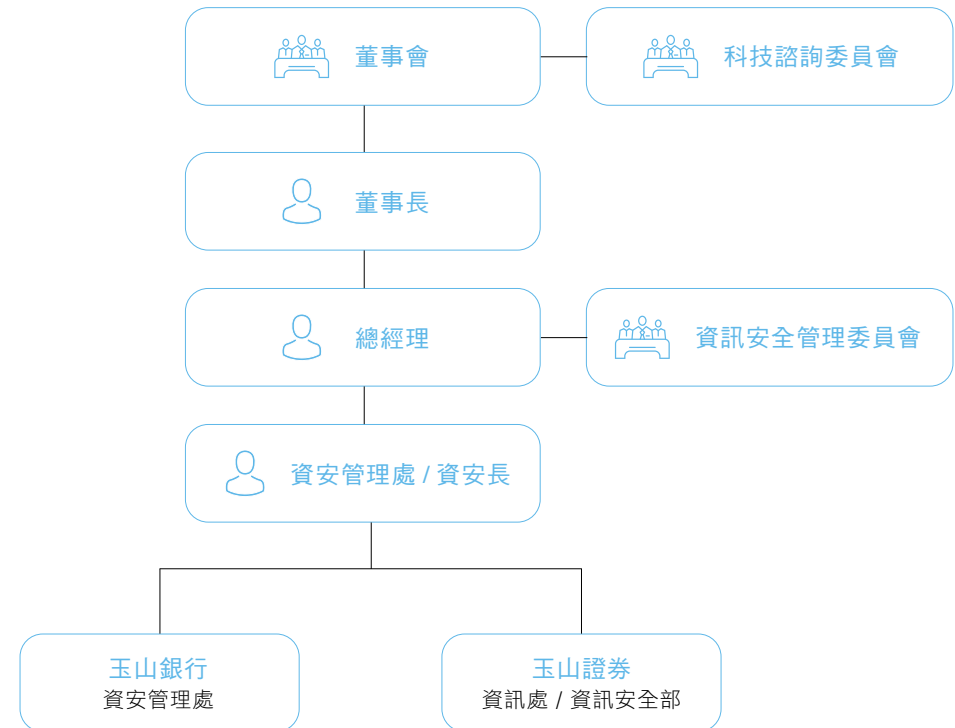 董事會
科技諮詢委員會
董事長
總經理
資訊安全管理委員會
資安管理處 / 資安長
玉山銀行
資安管理處
玉山證券
資訊處 / 資訊安全部